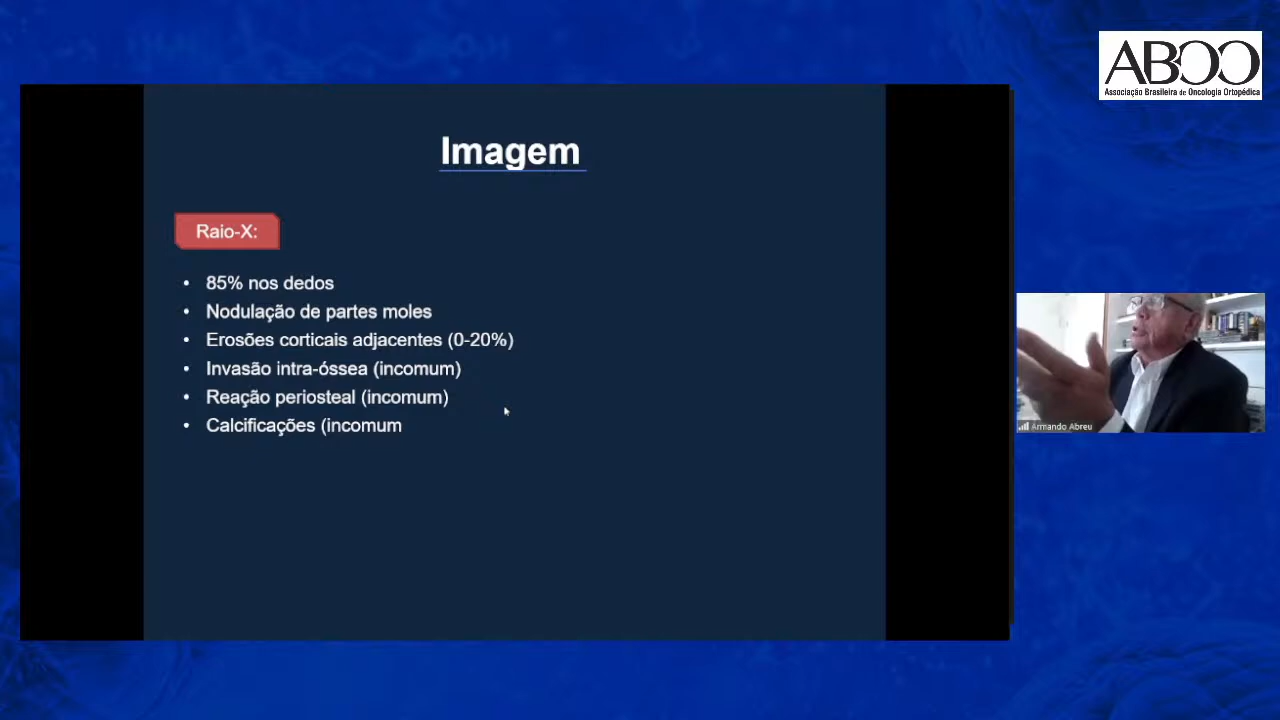 ABOO
Associação Brasileira de Oncologia Ortopédica
Imagem
Raio-X:
• 85% nos dedos
• Nodulação de partes moles
• Erosões corticais adjacentes (0-20%)
• Invasão intra-óssea (incomum)
• Reação periosteal (incomum)
• Calcificações (incomum
Armando Abreu